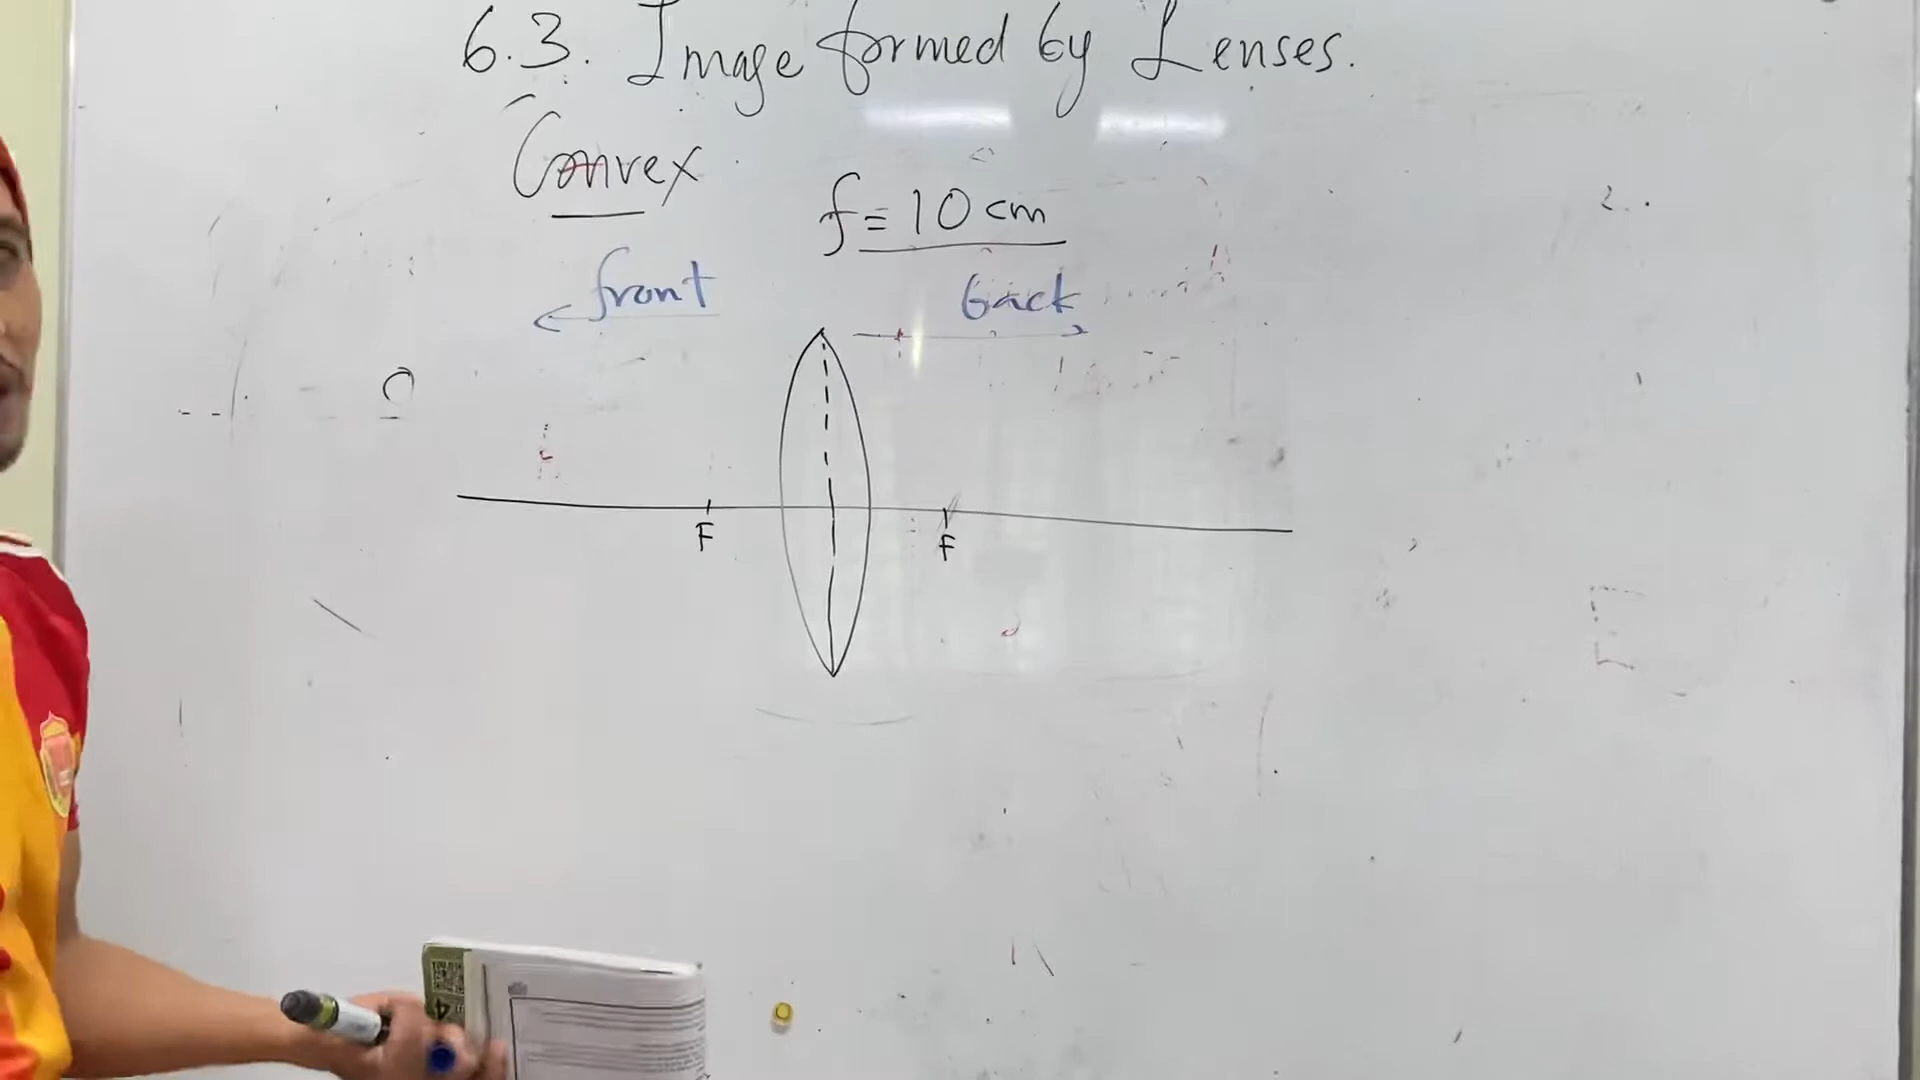 6.3. Image formed by Lenses.
Convex
f = 10 cm
front back
F F